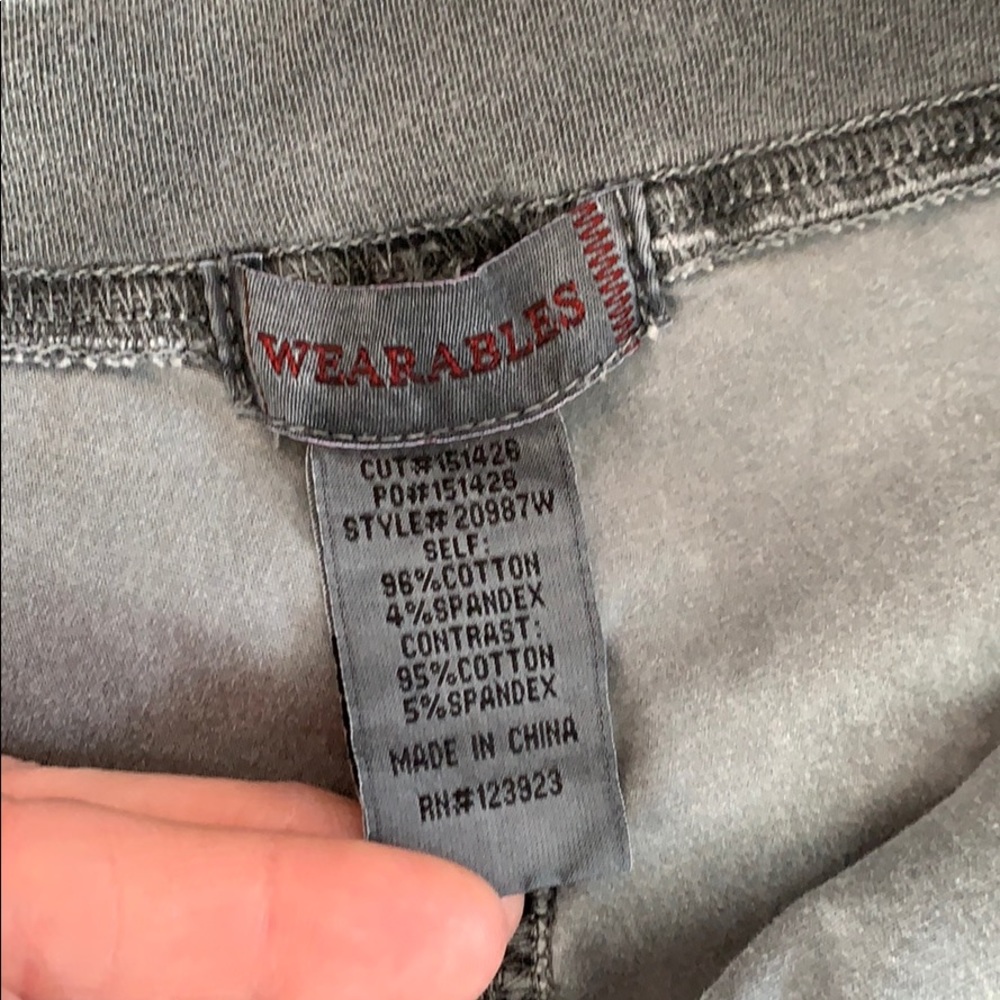 WEARABLES
CUT#151426
PO#151426
STYLE#20987W
SELF:
96%COTTON
4%SPANDEX
CONTRAST:
95%COTTON
5%SPANDEX
MADE IN CHINA
RN#123923